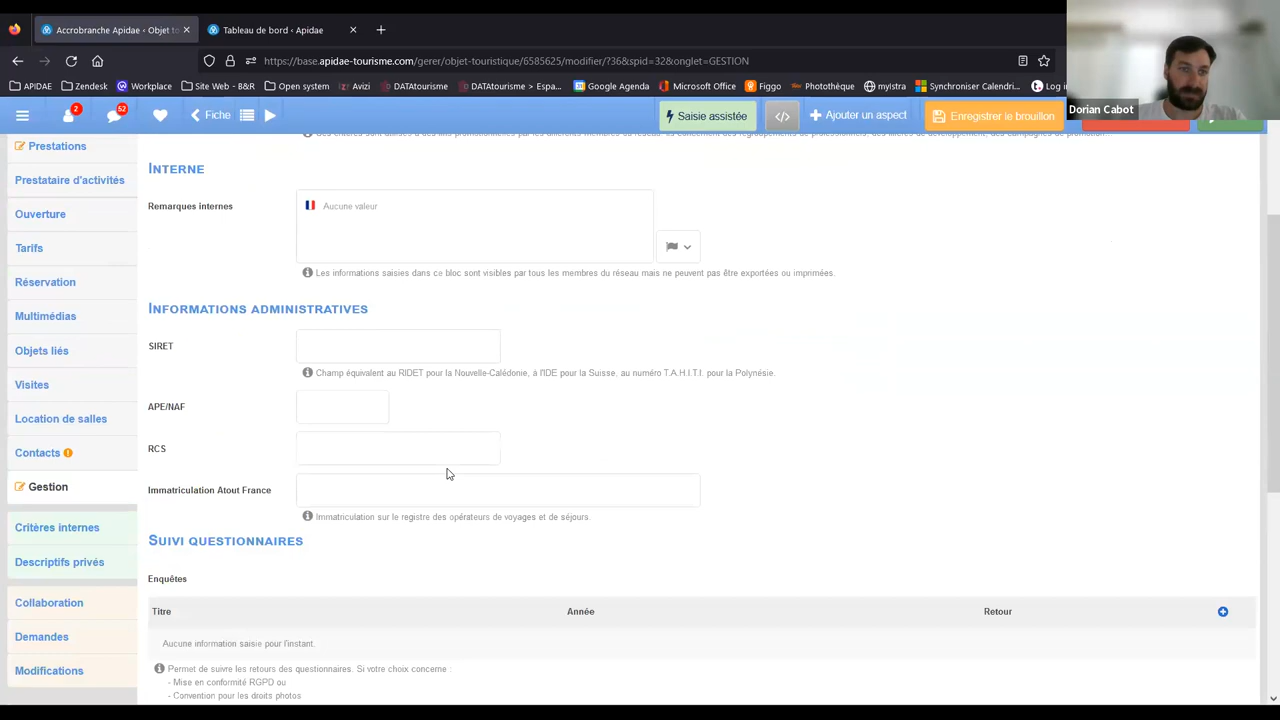 Accrobranche Apidae ‹ Objet to
Tableau de bord ‹ Apidae
https://base.apidae-tourisme.com/gerer/objet-touristique/6585625/modifier/?36&spid=32&onglet=GESTION
APIDAE
Zendesk
Workplace
Site Web - B&R
Open system
Avizi
DATAtourisme
DATAtourisme > Espa...
Google Agenda
Microsoft Office
Figgo
Photothèque
myIstra
Synchroniser Calendri...
Log in
Dorian Cabot
2
52
Fiche
Saisie assistée
Ajouter un aspect
Enregistrer le brouillon
Prestations
Prestataire d'activités
Ouverture
Tarifs
Réservation
Multimédias
Objets liés
Visites
Location de salles
Contacts
Gestion
Critères internes
Descriptifs privés
Collaboration
Demandes
Modifications
INTERNE
Remarques internes
Aucune valeur
Les informations saisies dans ce bloc sont visibles par tous les membres du réseau mais ne peuvent pas être exportées ou imprimées.
INFORMATIONS ADMINISTRATIVES
SIRET
Champ équivalent au RIDET pour la Nouvelle-Calédonie, à l'IDE pour la Suisse, au numéro T.A.H.I.T.I. pour la Polynésie.
APE/NAF
RCS
Immatriculation Atout France
Immatriculation sur le registre des opérateurs de voyages et de séjours.
SUIVI QUESTIONNAIRES
Enquêtes
Titre
Année
Retour
Aucune information saisie pour l'instant.
Permet de suivre les retours des questionnaires. Si votre choix concerne :
- Mise en conformité RGPD ou
- Convention pour les droits photos